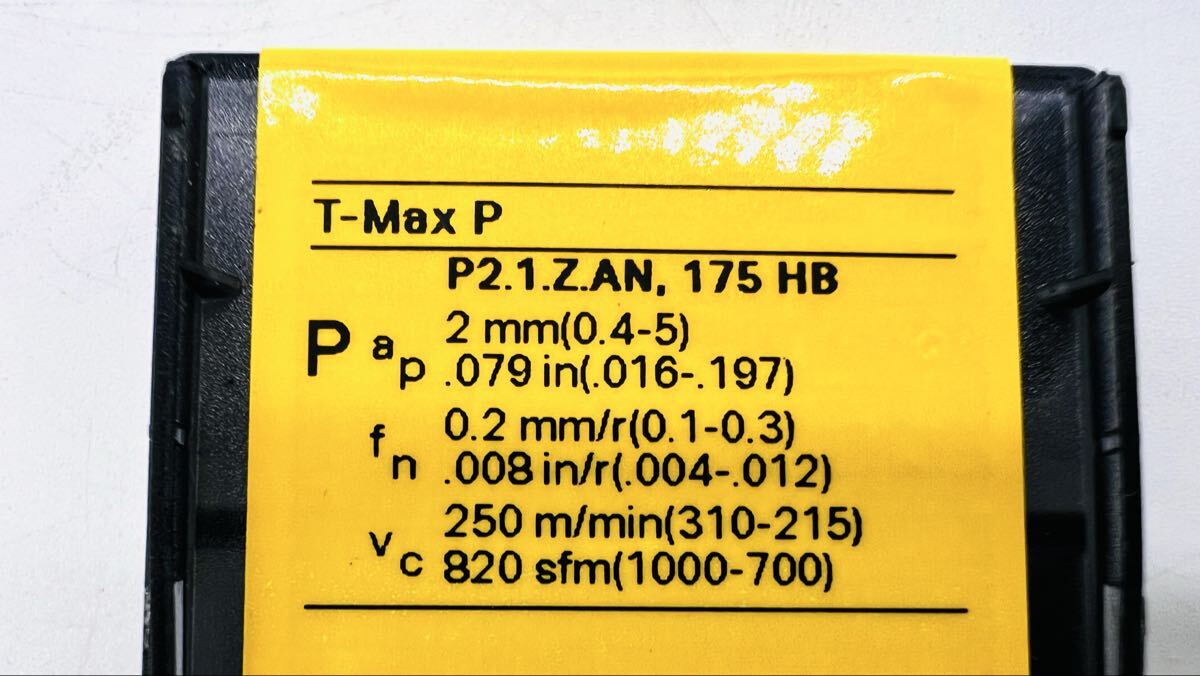 T-Max P
P2.1.Z.AN, 175 HB
P ap 2 mm(0.4-5)
.079 in(.016-.197)
fn 0.2 mm/r(0.1-0.3)
.008 in/r(.004-.012)
vc 250 m/min(310-215)
820 sfm(1000-700)